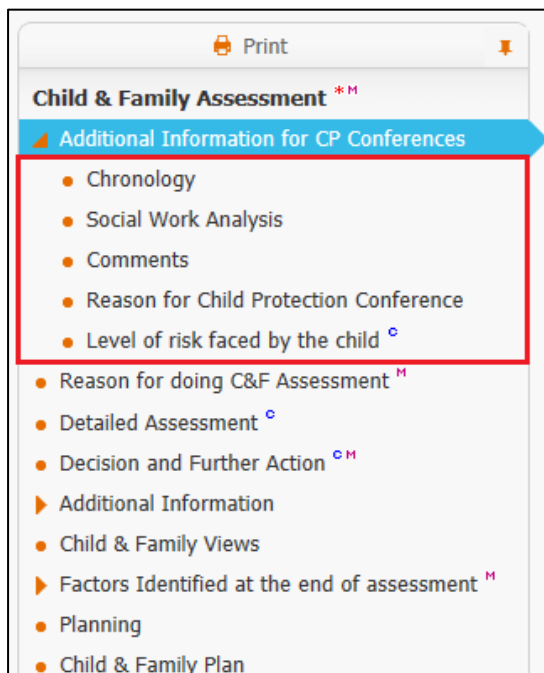 Print
Child & Family Assessment * M
Additional Information for CP Conferences
Chronology
Social Work Analysis
Comments
Reason for Child Protection Conference
Level of risk faced by the child C
Reason for doing C&F Assessment M
Detailed Assessment C
Decision and Further Action C M
Additional Information
Child & Family Views
Factors Identified at the end of assessment M
Planning
Child & Family Plan